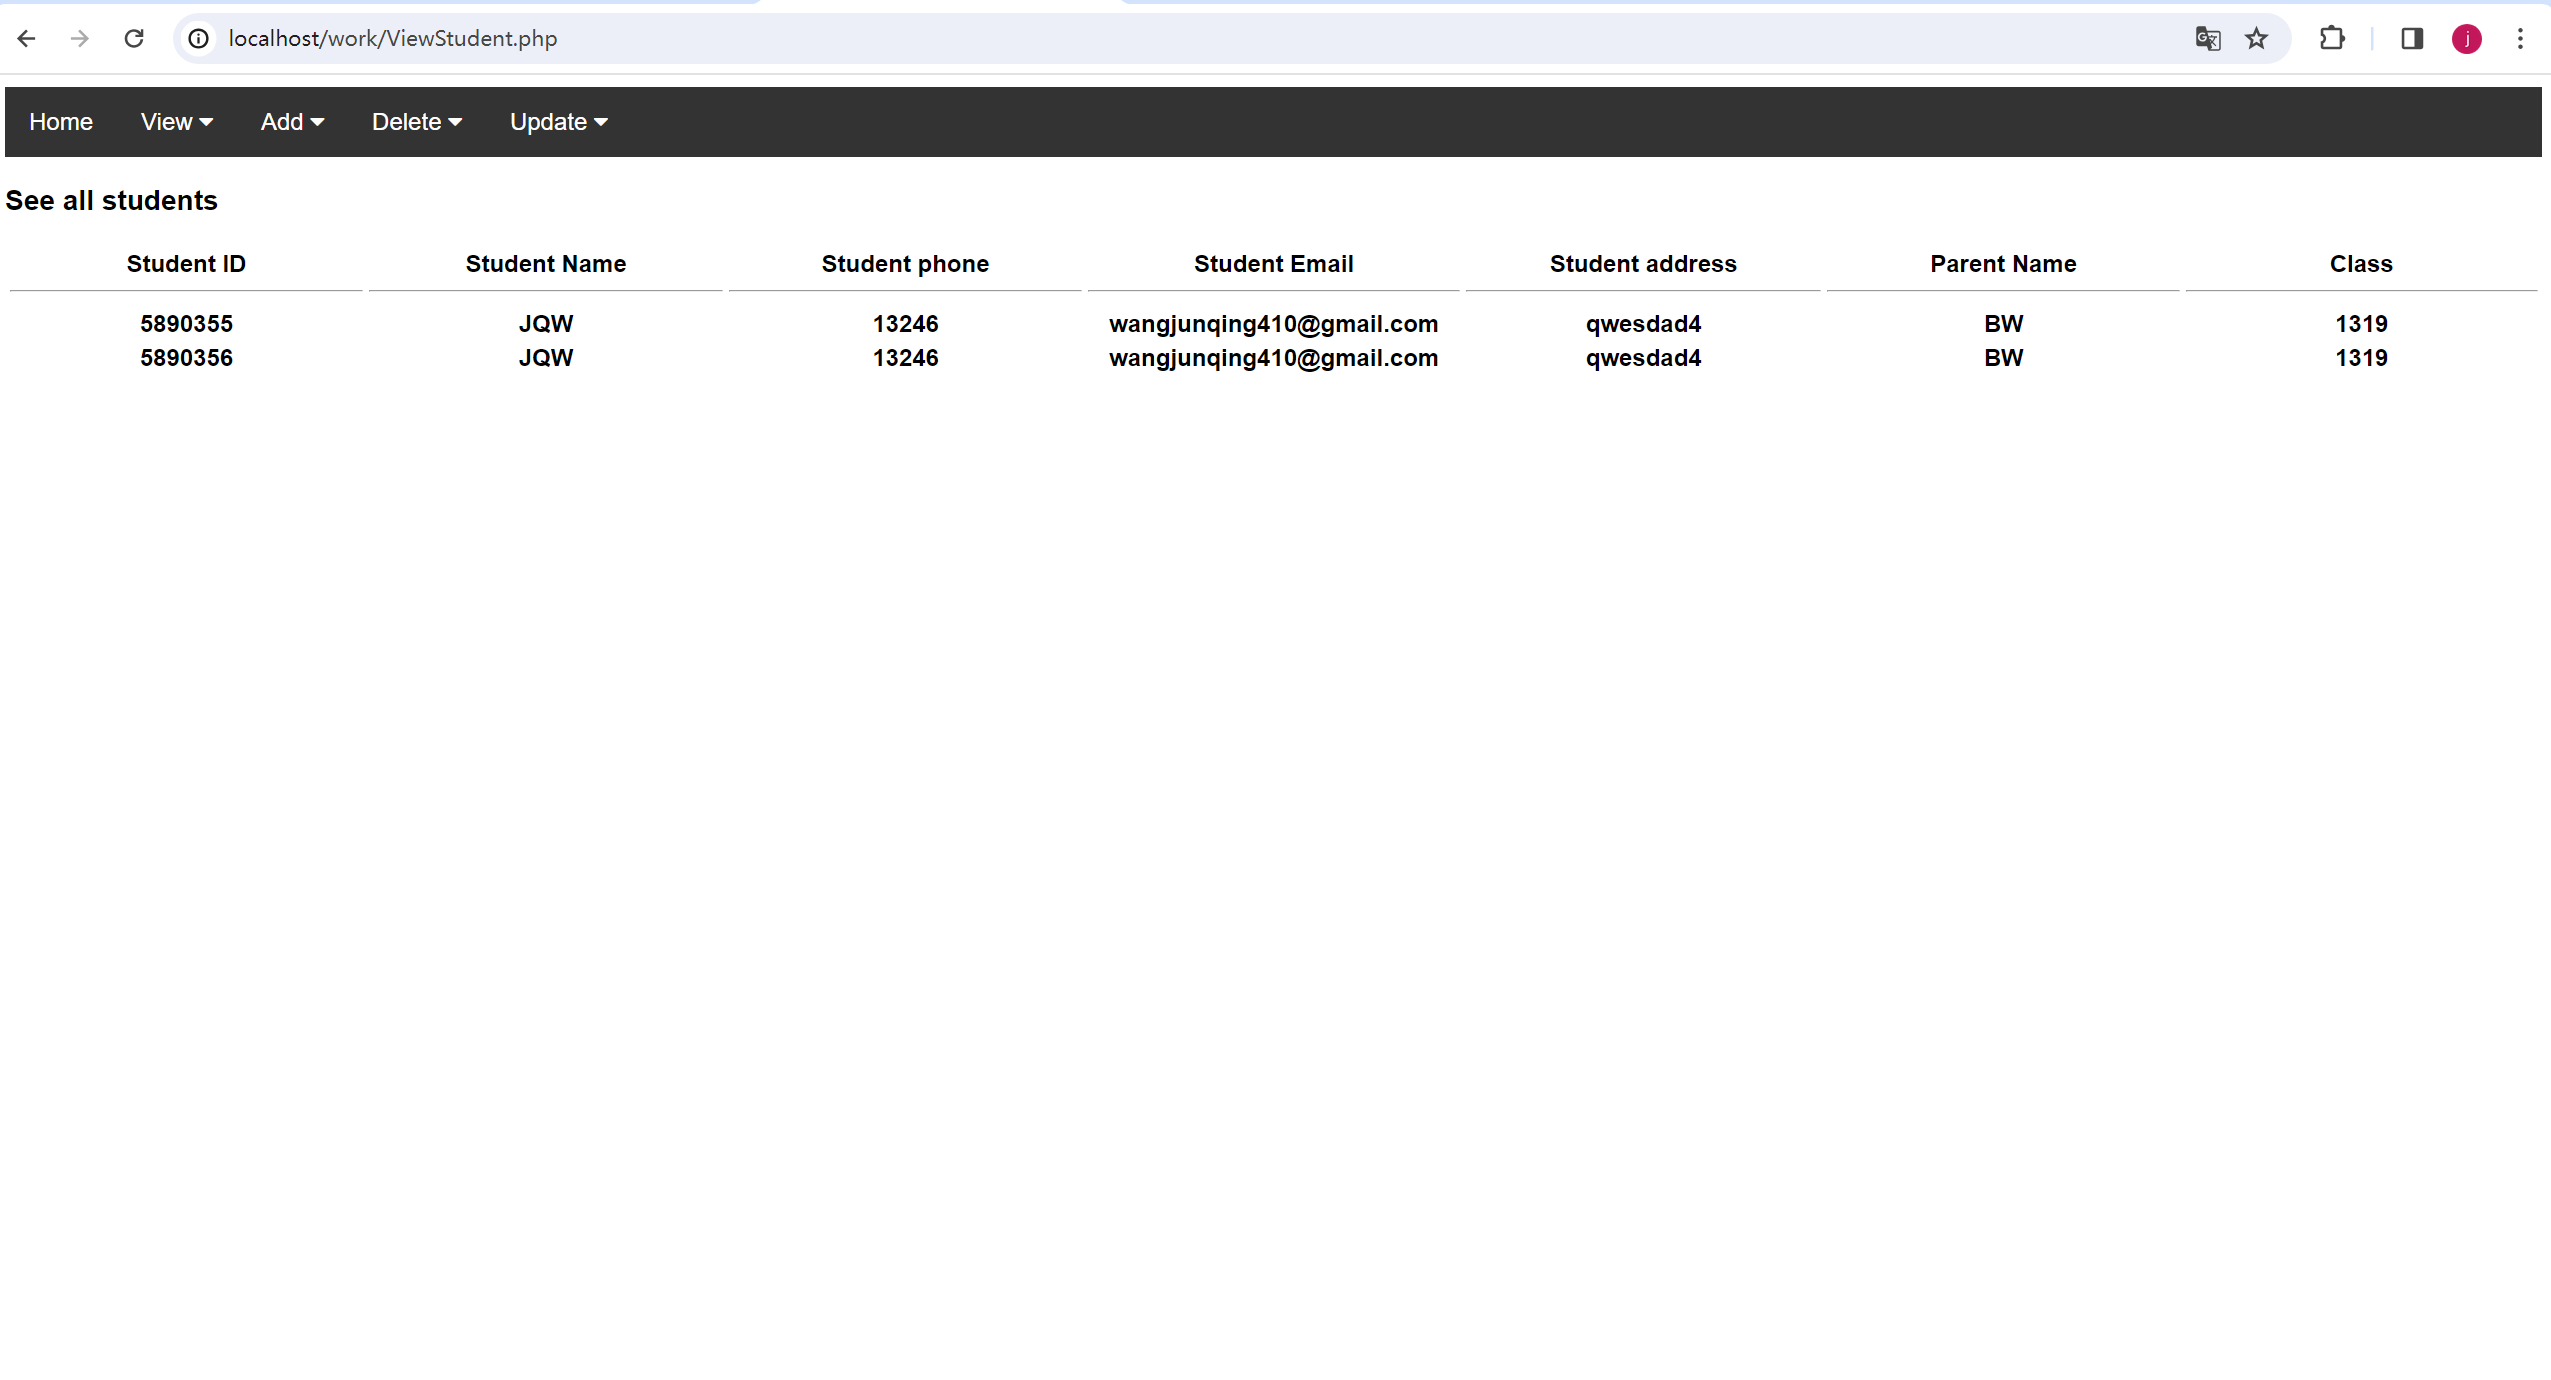 localhost/work/ViewStudent.php
j
Home View Add Delete Update
See all students
Student ID Student Name Student phone Student Email Student address Parent Name Class
5890355 JQW 13246 wangjunqing410@gmail.com qwesdad4 BW 1319
5890356 JQW 13246 wangjunqing410@gmail.com qwesdad4 BW 1319